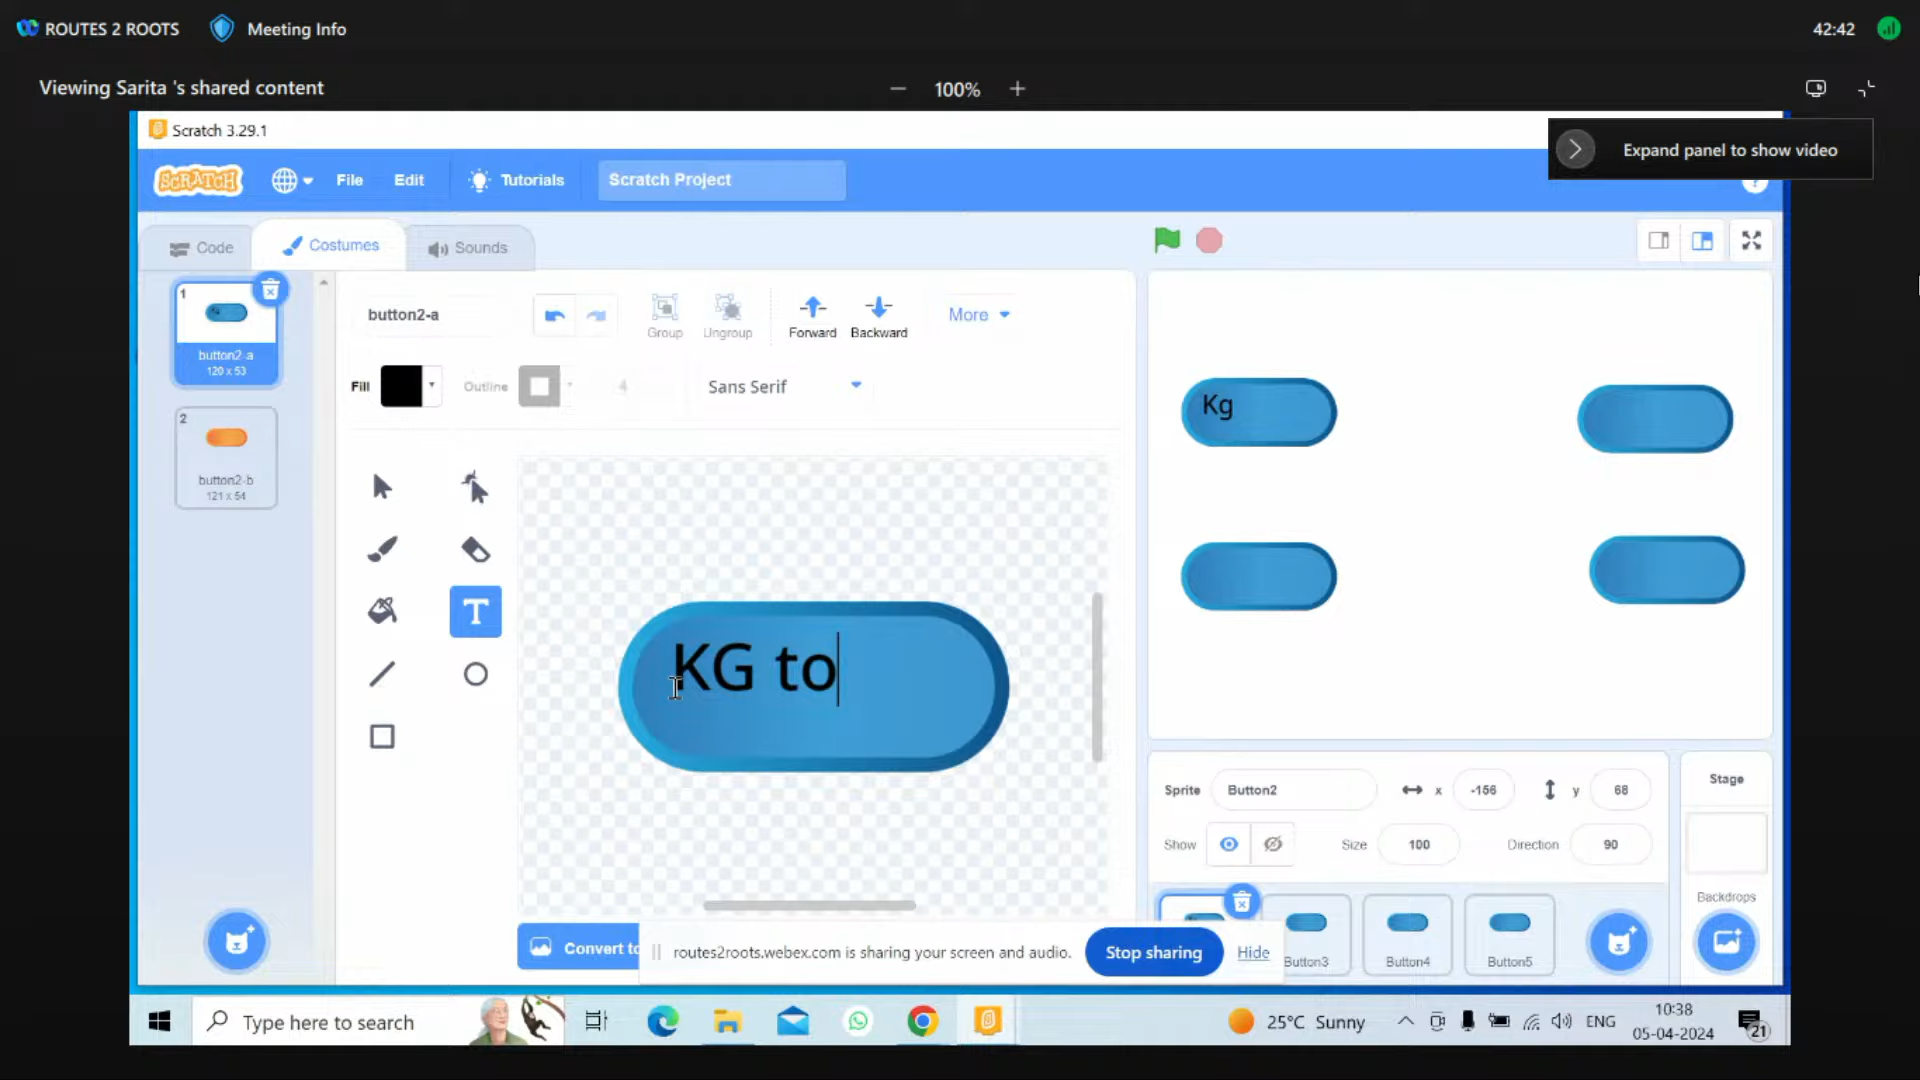 ROUTES 2 ROOTS
Meeting Info
42:42
Viewing Sarita 's shared content
100%
Scratch 3.29.1
Expand panel to show video
SCRATCH
File
Edit
Tutorials
Scratch Project
?
Code
Costumes
Sounds
1
button2-a
120 x 53
2
button2-b
121 x 54
button2-a
Group
Ungroup
Forward
Backward
More
Fill
Outline
4
Sans Serif
T
KG to
Kg
Sprite
Button2
x
-156
y
68
Show
Size
100
Direction
90
Stage
Backdrops
Button3
Button4
Button5
Convert to
routes2roots.webex.com is sharing your screen and audio.
Stop sharing
Hide
Type here to search
25°C Sunny
ENG
10:38
05-04-2024
21